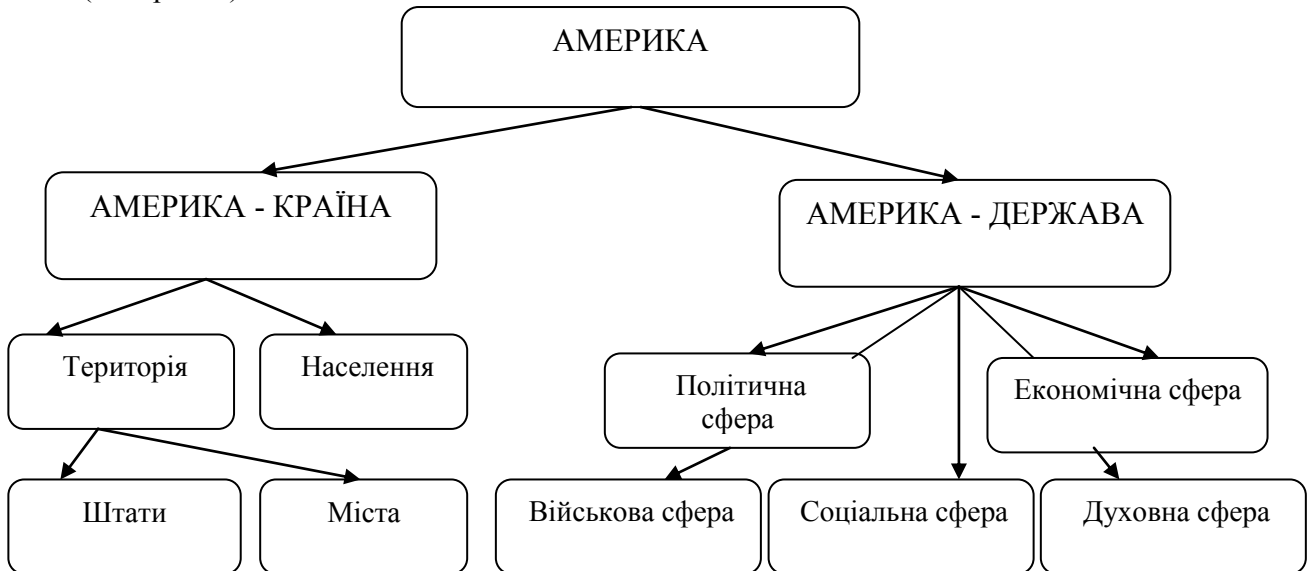 АМЕРИКА
АМЕРИКА - КРАЇНА
АМЕРИКА - ДЕРЖАВА
Територія
Населення
Політична
сфера
Економічна сфера
Штати
Міста
Військова сфера
Соціальна сфера
Духовна сфера